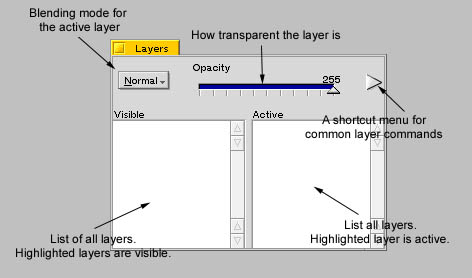 Blending mode for
the active layer
How transparent the layer is
Layers
Opacity
Normal
255
A shortcut menu for
common layer commands
Visible
Active
List of all layers.
Highlighted layers are visible.
List all layers.
Highlighted layer is active.